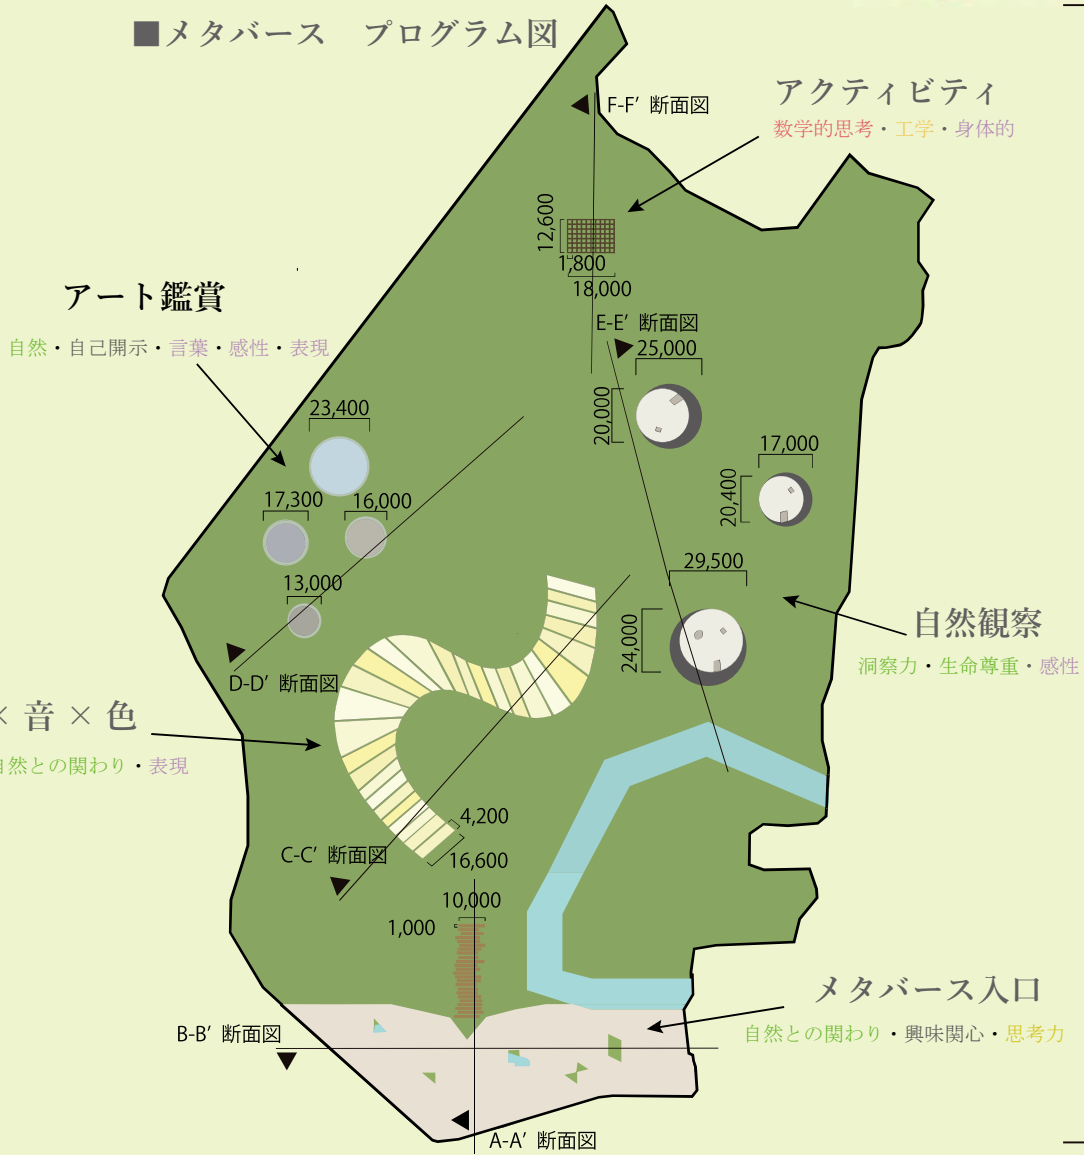 ■メタバース　プログラム図
F-F’ 断面図
アクティビティ
数学的思考・工学・身体的
12,600
1,800
18,000
アート鑑賞
自然・自己開示・言葉・感性・表現
E-E’ 断面図
25,000
20,000
23,400
17,000
20,400
17,300
16,000
29,500
13,000
24,000
自然観察
洞察力・生命尊重・感性
D-D’ 断面図
× 音 × 色
自然との関わり・表現
4,200
16,600
C-C’ 断面図
10,000
1,000
メタバース入口
自然との関わり・興味関心・思考力
B-B’ 断面図
A-A’ 断面図